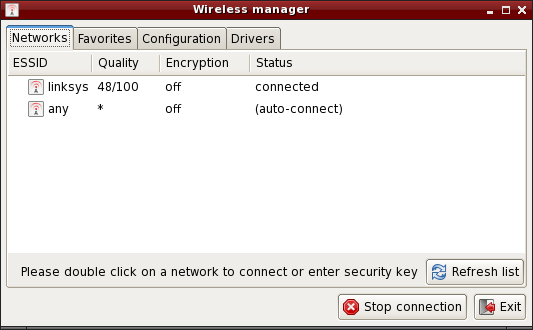 Wireless manager
Networks Favorites Configuration Drivers
ESSID Quality Encryption Status
linksys 48/100 off connected
any * off (auto-connect)
Please double click on a network to connect or enter security key Refresh list
Stop connection Exit